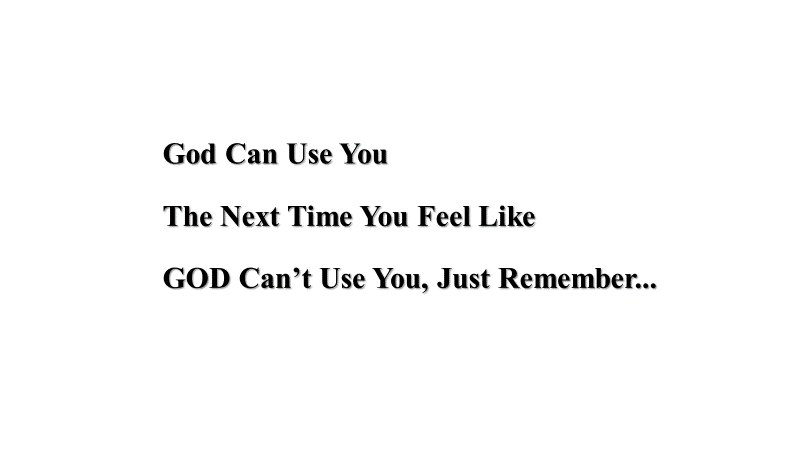 God Can Use You
The Next Time You Feel Like
GOD Can’t Use You, Just Remember...